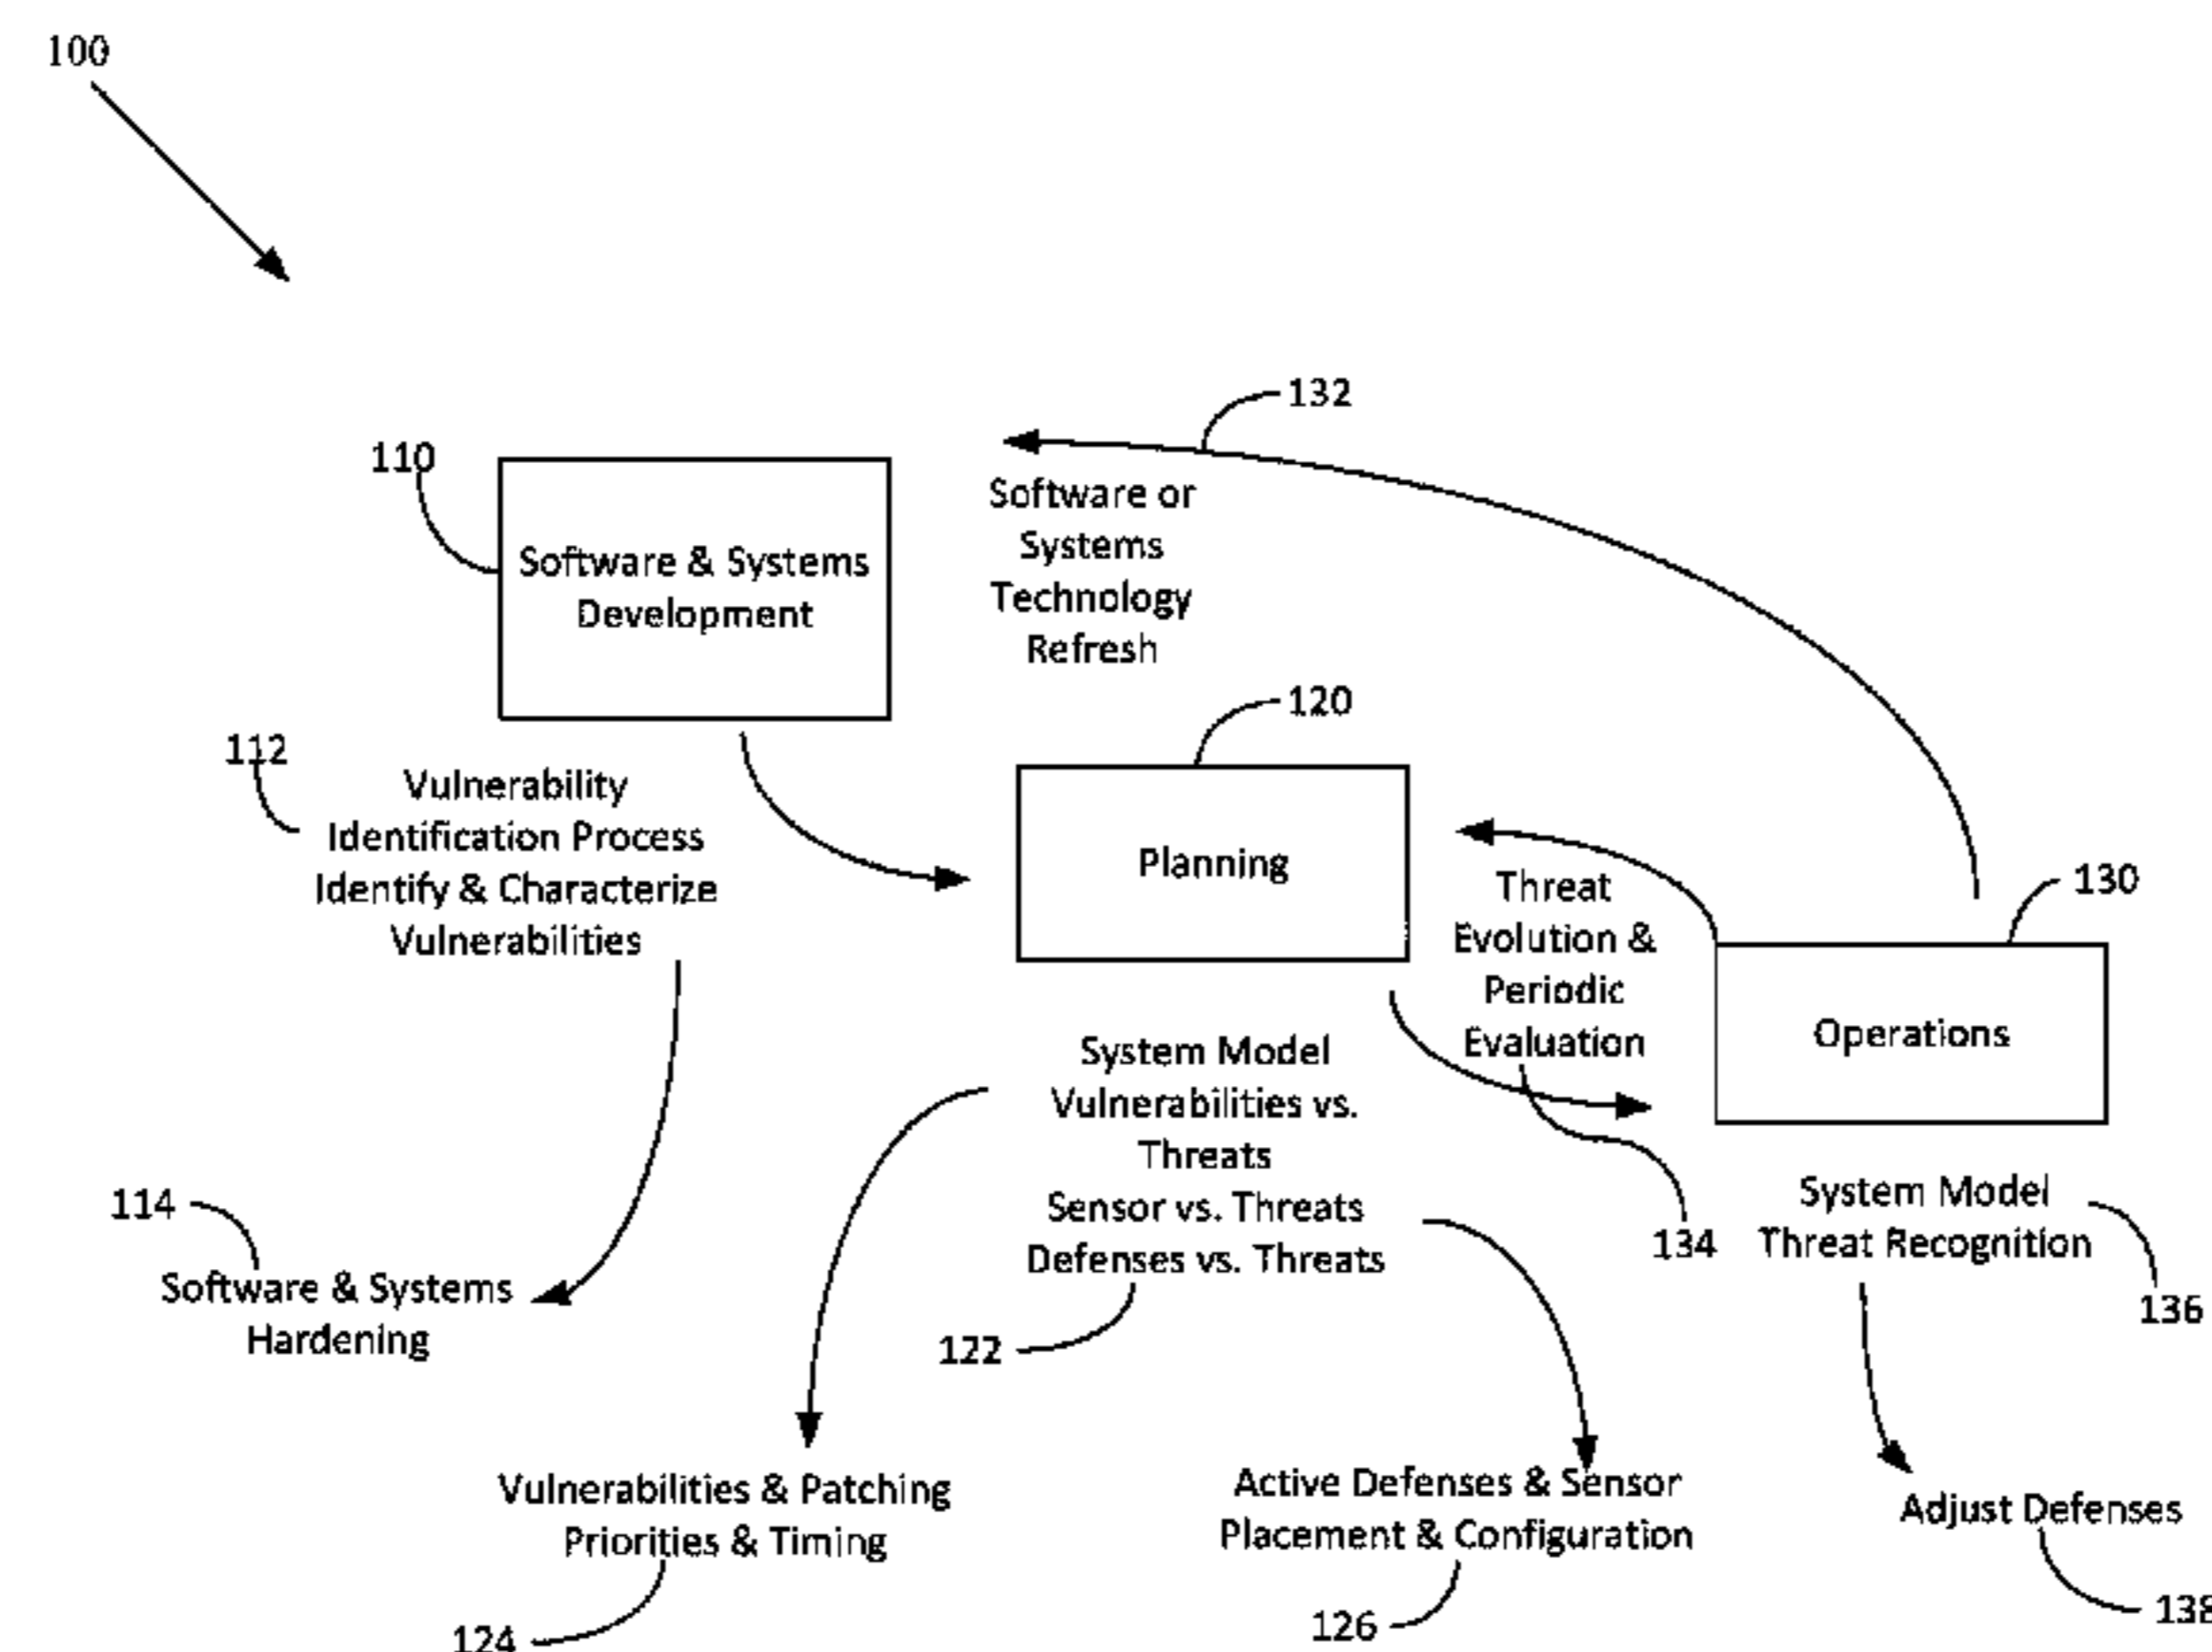 100
132
110
Software & Systems
Development
Software or
Systems
Technology
Refresh
120
112
Vulnerability
Identification Process
Identify & Characterize
Vulnerabilities
Planning
Threat
Evolution &
Periodic
Evaluation
130
Operations
System Model
Vulnerabilities vs.
Threats
Sensor vs. Threats
Defenses vs. Threats
114
Software & Systems
Hardening
122
134
System Model
Threat Recognition
136
Vulnerabilities & Patching
Priorities & Timing
124
Active Defenses & Sensor
Placement & Configuration
126
Adjust Defenses
138